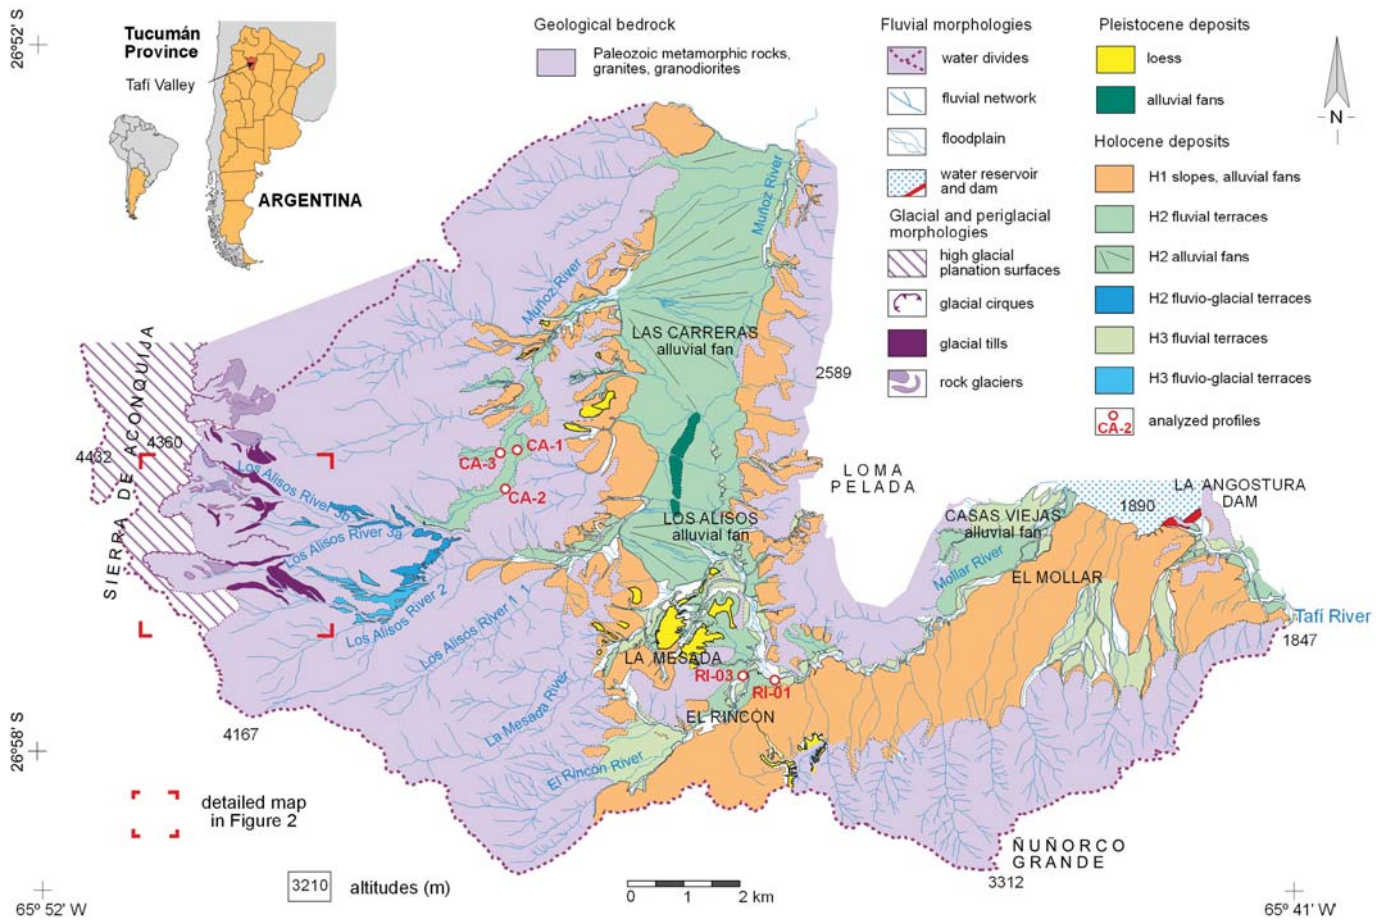 26º52' S
Tucumán
Province
Tafí Valley
ARGENTINA
Geological bedrock
Paleozoic metamorphic rocks,
granites, granodiorites
Fluvial morphologies
water divides
fluvial network
floodplain
water reservoir
and dam
Glacial and periglacial
morphologies
high glacial
planation surfaces
glacial cirques
glacial tills
rock glaciers
Pleistocene deposits
loess
alluvial fans
Holocene deposits
H1 slopes, alluvial fans
H2 fluvial terraces
H2 alluvial fans
H2 fluvio-glacial terraces
H3 fluvial terraces
H3 fluvio-glacial terraces
CA-2
analyzed profiles
N
Muñoz River
Muñoz River
LAS CARRERAS
alluvial fan
2589
SIERRA DE ACONQUIJA
4432
4360
CA-1
CA-3
CA-2
Los Alisos River 3b
Los Alisos River 3a
Los Alisos River 2
Los Alisos River 1 1
LOMA
PELADA
LOS ALISOS
alluvial fan
CASAS VIEJAS
alluvial fan
1890
LA ANGOSTURA
DAM
Mollar River
EL MOLLAR
Tafí River
1847
LA MESADA
RI-03
RI-01
EL RINCÓN
La Mesada River
El Rincón River
4167
26º58' S
detailed map
in Figure 2
3210
altitudes (m)
0 1 2 km
ÑUÑORCO
GRANDE
3312
65º 52' W
65º 41' W